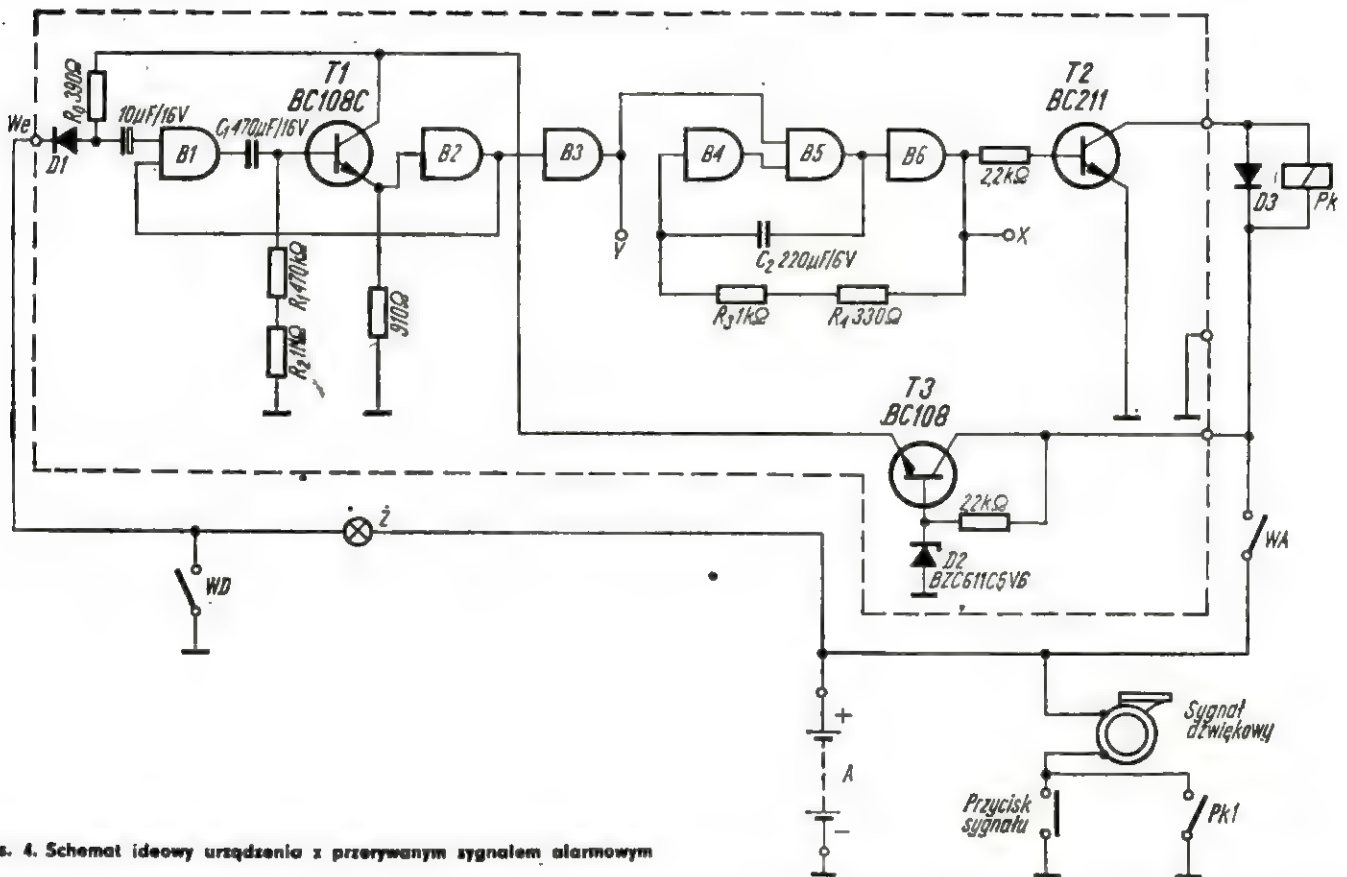 T1
BC108C
T2
BC211
R0 390Ω
10μF/16V
C1 470μF/16V
We
D1
B1
B2
B3
B4
B5
B6
2,2kΩ
D3
Pk
Y
X
C2 220μF/6V
R1 470kΩ
R2 1MΩ
910Ω
R3 1kΩ
R4 330Ω
T3
BC108
22kΩ
D2
BZC611C5V6
WA
Ż
WD
+
A
−
Sygnał
dźwiękowy
Przycisk
sygnału
Pk1
s. 4. Schemat ideowy urządzenia z przerywanym sygnałem alarmowym